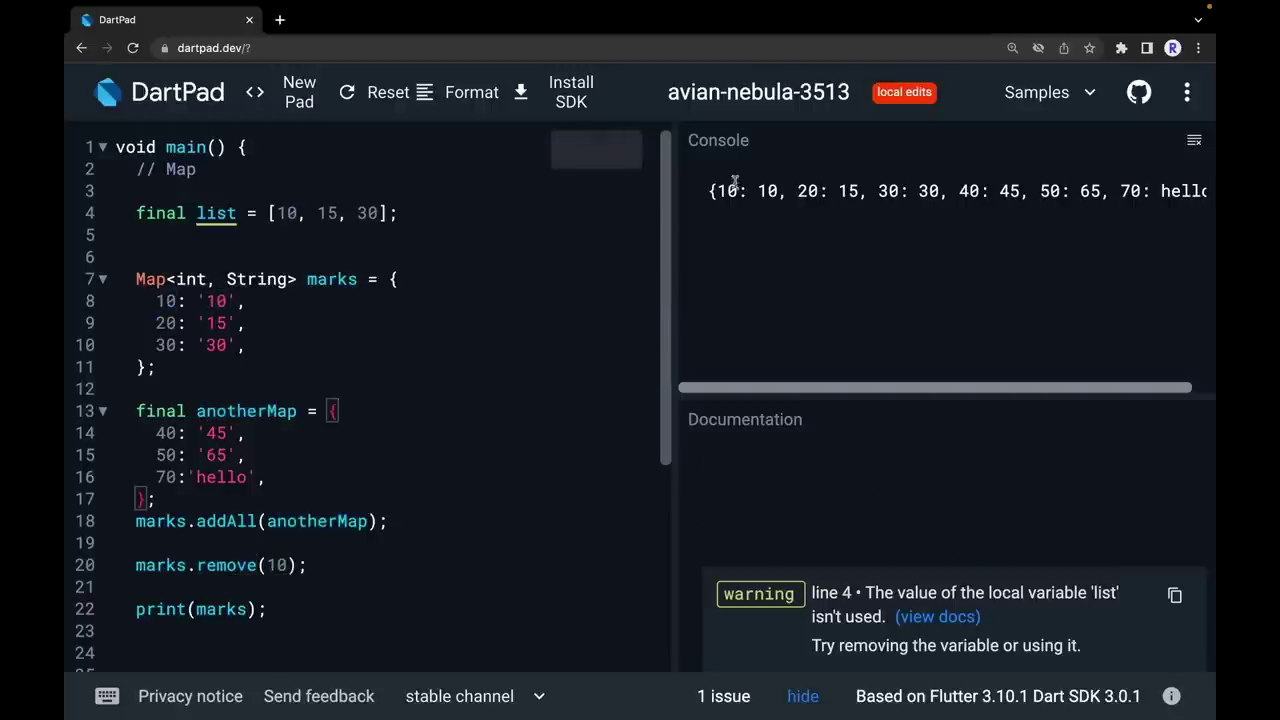 DartPad
dartpad.dev/?
R
DartPad
<> New Pad
Reset
Format
Install SDK
avian-nebula-3513
local edits
Samples
1 void main() {
2 // Map
3
4 final list = [10, 15, 30];
5
6
7 Map<int, String> marks = {
8 10: '10',
9 20: '15',
10 30: '30',
11 };
12
13 final anotherMap = {
14 40: '45',
15 50: '65',
16 70:'hello',
17 };
18 marks.addAll(anotherMap);
19
20 marks.remove(10);
21
22 print(marks);
23
24
Console
{10: 10, 20: 15, 30: 30, 40: 45, 50: 65, 70: hello
Documentation
warning
line 4 • The value of the local variable 'list'
isn't used. (view docs)
Try removing the variable or using it.
Privacy notice
Send feedback
stable channel
1 issue
hide
Based on Flutter 3.10.1 Dart SDK 3.0.1